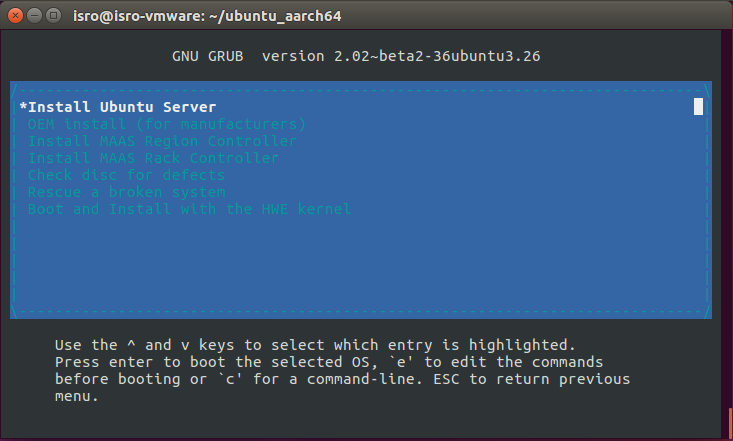 isro@isro-vmware: ~/ubuntu_aarch64
GNU GRUB  version 2.02~beta2-36ubuntu3.26
*Install Ubuntu Server
OEM install (for manufacturers)
Install MAAS Region Controller
Install MAAS Rack Controller
Check disc for defects
Rescue a broken system
Boot and Install with the HWE kernel
Use the ^ and v keys to select which entry is highlighted.
Press enter to boot the selected OS, `e' to edit the commands
before booting or `c' for a command-line. ESC to return previous
menu.